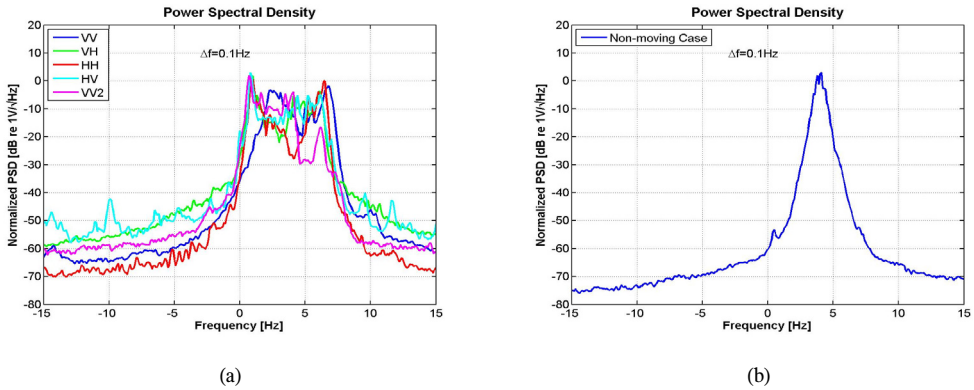 Power Spectral Density
VV
VH
HH
HV
VV2
Δf=0.1Hz
Normalized PSD [dB re 1V/Hz]
20
10
0
-10
-20
-30
-40
-50
-60
-70
-80
-15
-10
-5
0
5
10
15
Frequency [Hz]
(a)
Power Spectral Density
Non-moving Case
Δf=0.1Hz
Normalized PSD [dB re 1V/Hz]
20
10
0
-10
-20
-30
-40
-50
-60
-70
-80
-15
-10
-5
0
5
10
15
Frequency [Hz]
(b)